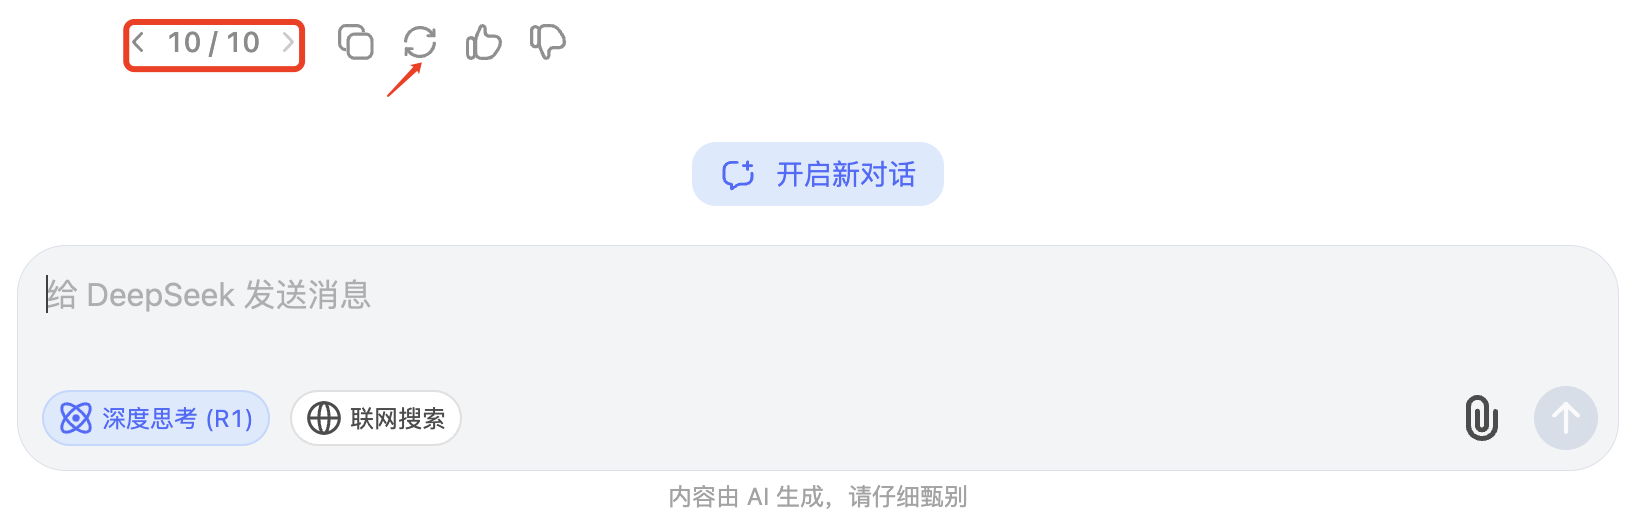 10 / 10
开启新对话
给 DeepSeek 发送消息
深度思考 (R1)
联网搜索
内容由 AI 生成，请仔细甄别